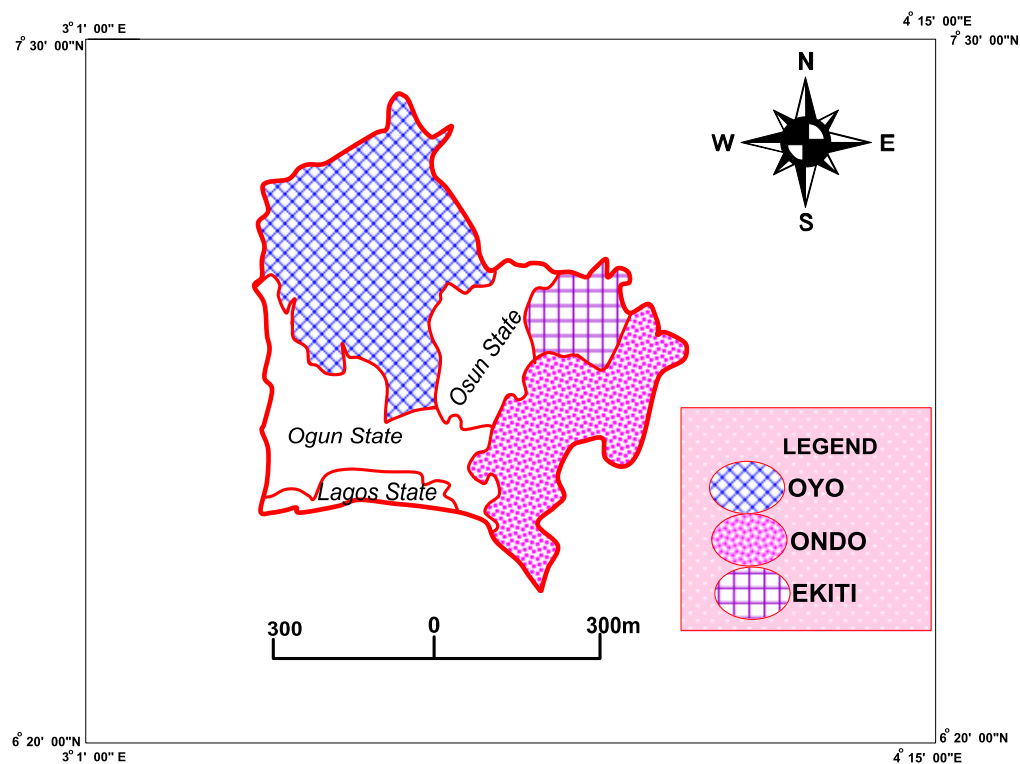 3° 1' 00" E
4° 15' 00"E
7° 30' 00"N
7° 30' 00"N
N
W
E
S
Osun State
Ogun State
Lagos State
LEGEND
OYO
ONDO
EKITI
300
0
300m
6° 20' 00"N
6° 20' 00"N
3° 1' 00" E
4° 15' 00"E